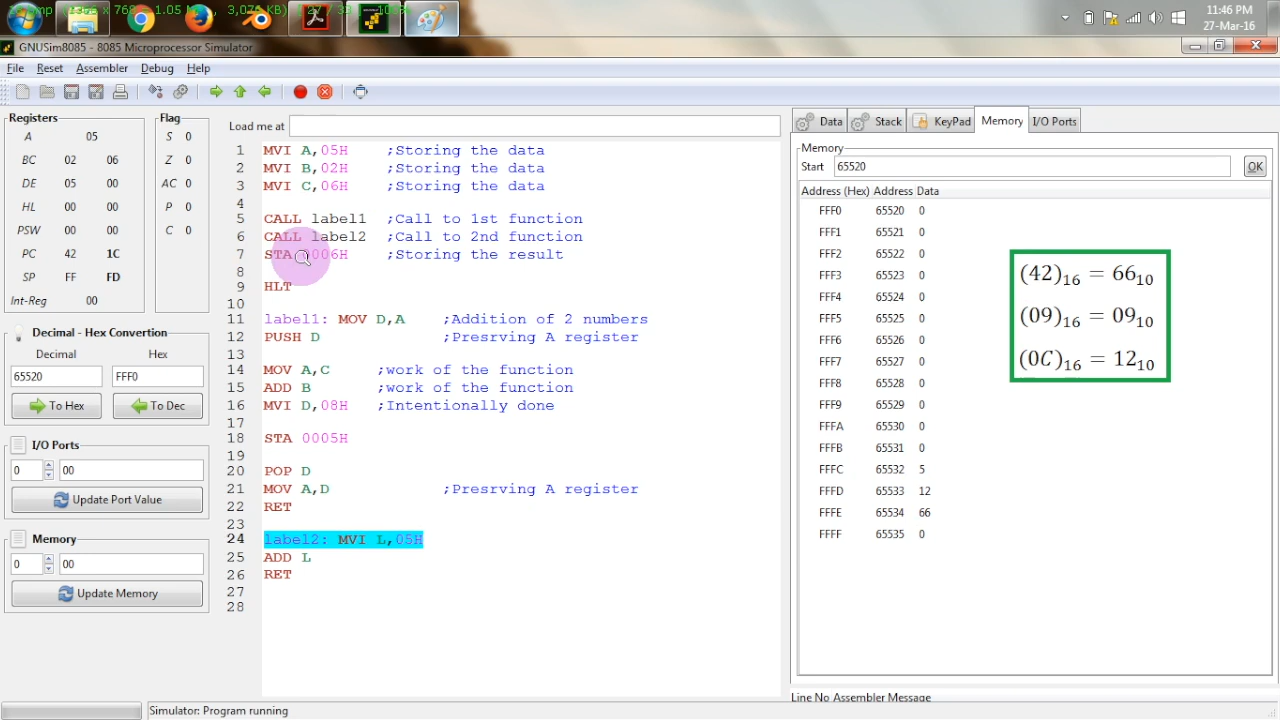 11:46 PM
27-Mar-16
GNUSim8085 - 8085 Microprocessor Simulator
File Reset Assembler Debug Help
Registers
A 05
BC 02 06
DE 05 00
HL 00 00
PSW 00 00
PC 42 1C
SP FF FD
Int-Reg 00
Flag
S 0
Z 0
AC 0
P 0
C 0
Decimal - Hex Convertion
Decimal Hex
65520 FFF0
To Hex To Dec
I/O Ports
0 00
Update Port Value
Memory
0 00
Update Memory
Load me at
1 MVI A,05H ;Storing the data
2 MVI B,02H ;Storing the data
3 MVI C,06H ;Storing the data
4
5 CALL label1 ;Call to 1st function
6 CALL label2 ;Call to 2nd function
7 STA 0006H ;Storing the result
8
9 HLT
10
11 label1: MOV D,A ;Addition of 2 numbers
12 PUSH D ;Presrving A register
13
14 MOV A,C ;work of the function
15 ADD B ;work of the function
16 MVI D,08H ;Intentionally done
17
18 STA 0005H
19
20 POP D
21 MOV A,D ;Presrving A register
22 RET
23
24 label2: MVI L,05H
25 ADD L
26 RET
27
28
Data Stack KeyPad Memory I/O Ports
Memory
Start 65520 OK
Address (Hex) Address Data
FFF0 65520 0
FFF1 65521 0
FFF2 65522 0
FFF3 65523 0
FFF4 65524 0
FFF5 65525 0
FFF6 65526 0
FFF7 65527 0
FFF8 65528 0
FFF9 65529 0
FFFA 65530 0
FFFB 65531 0
FFFC 65532 5
FFFD 65533 12
FFFE 65534 66
FFFF 65535 0
(42)₁₆ = 66₁₀
(09)₁₆ = 09₁₀
(0C)₁₆ = 12₁₀
Line No Assembler Message
Simulator: Program running